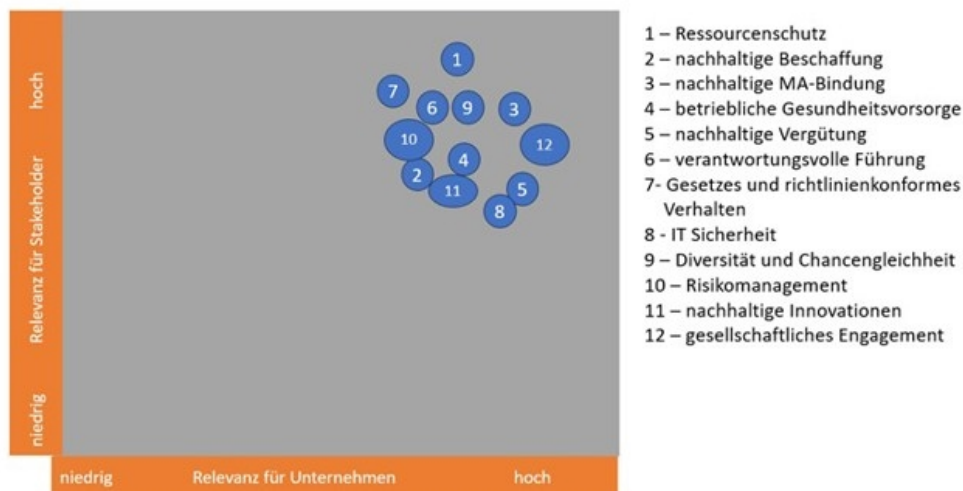 hoch
Relevanz für Stakeholder
niedrig
1
7
6
9
3
10
12
4
2
11
5
8
niedrig
Relevanz für Unternehmen
hoch
1 – Ressourcenschutz
2 – nachhaltige Beschaffung
3 – nachhaltige MA-Bindung
4 – betriebliche Gesundheitsvorsorge
5 – nachhaltige Vergütung
6 – verantwortungsvolle Führung
7- Gesetzes und richtlinienkonformes
Verhalten
8 - IT Sicherheit
9 – Diversität und Chancengleichheit
10 – Risikomanagement
11 – nachhaltige Innovationen
12 – gesellschaftliches Engagement